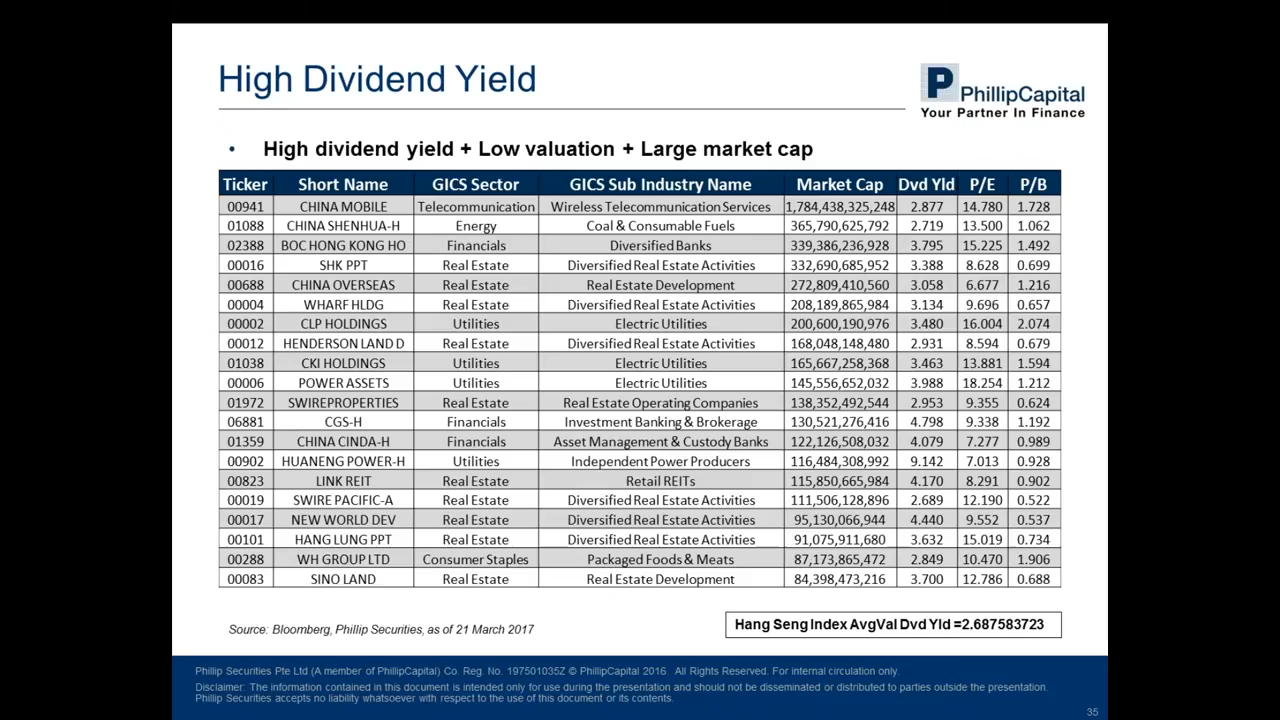 High Dividend Yield
P PhillipCapital
Your Partner In Finance
• High dividend yield + Low valuation + Large market cap
Ticker Short Name GICS Sector GICS Sub Industry Name Market Cap Dvd Yld P/E P/B
00941 CHINA MOBILE Telecommunication Wireless Telecommunication Services 1,784,438,325,248 2.877 14.780 1.728
01088 CHINA SHENHUA-H Energy Coal & Consumable Fuels 365,790,625,792 2.719 13.500 1.062
02388 BOC HONG KONG HO Financials Diversified Banks 339,386,236,928 3.795 15.225 1.492
00016 SHK PPT Real Estate Diversified Real Estate Activities 332,690,685,952 3.388 8.628 0.699
00688 CHINA OVERSEAS Real Estate Real Estate Development 272,809,410,560 3.058 6.677 1.216
00004 WHARF HLDG Real Estate Diversified Real Estate Activities 208,189,865,984 3.134 9.696 0.657
00002 CLP HOLDINGS Utilities Electric Utilities 200,600,190,976 3.480 16.004 2.074
00012 HENDERSON LAND D Real Estate Diversified Real Estate Activities 168,048,148,480 2.931 8.594 0.679
01038 CKI HOLDINGS Utilities Electric Utilities 165,667,258,368 3.463 13.881 1.594
00006 POWER ASSETS Utilities Electric Utilities 145,556,652,032 3.988 18.254 1.212
01972 SWIREPROPERTIES Real Estate Real Estate Operating Companies 138,352,492,544 2.953 9.355 0.624
06881 CGS-H Financials Investment Banking & Brokerage 130,521,276,416 4.798 9.338 1.192
01359 CHINA CINDA-H Financials Asset Management & Custody Banks 122,126,508,032 4.079 7.277 0.989
00902 HUANENG POWER-H Utilities Independent Power Producers 116,484,308,992 9.142 7.013 0.928
00823 LINK REIT Real Estate Retail REITs 115,850,665,984 4.170 8.291 0.902
00019 SWIRE PACIFIC-A Real Estate Diversified Real Estate Activities 111,506,128,896 2.689 12.190 0.522
00017 NEW WORLD DEV Real Estate Diversified Real Estate Activities 95,130,066,944 4.440 9.552 0.537
00101 HANG LUNG PPT Real Estate Diversified Real Estate Activities 91,075,911,680 3.632 15.019 0.734
00288 WH GROUP LTD Consumer Staples Packaged Foods & Meats 87,173,865,472 2.849 10.470 1.906
00083 SINO LAND Real Estate Real Estate Development 84,398,473,216 3.700 12.786 0.688
Source: Bloomberg, Phillip Securities, as of 21 March 2017
Hang Seng Index AvgVal Dvd Yld =2.687583723
Phillip Securities Pte Ltd (A member of PhillipCapital) Co. Reg. No. 197501035Z © PhillipCapital 2016. All Rights Reserved. For internal circulation only.
Disclaimer: The information contained in this document is intended only for use during the presentation and should not be disseminated or distributed to parties outside the presentation.
Phillip Securities accepts no liability whatsoever with respect to the use of this document or its contents.
35